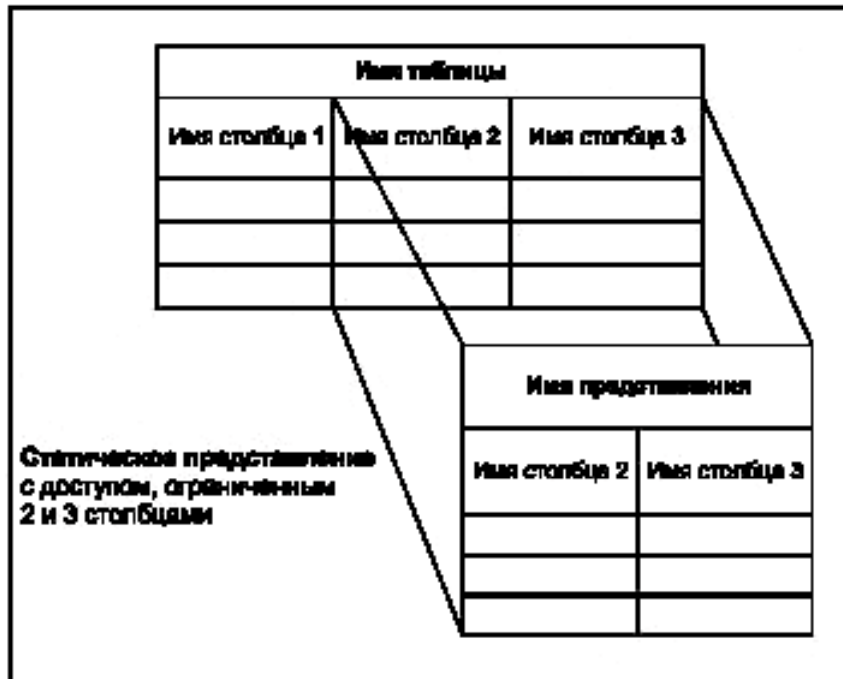 Имя таблицы
Имя столбца 1 Имя столбца 2 Имя столбца 3
Имя представления
Имя столбца 2 Имя столбца 3
Статическое представление
с доступом, ограниченным
2 и 3 столбцами